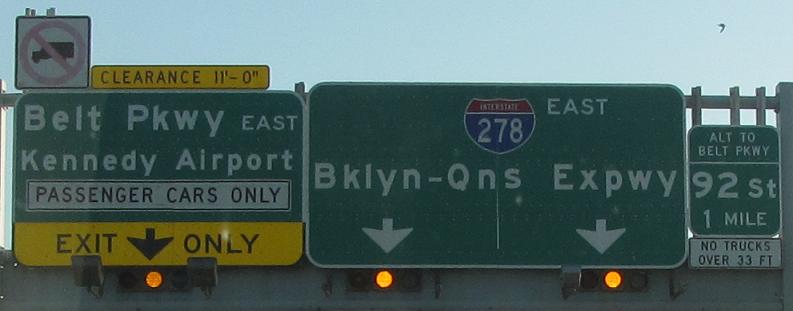 CLEARANCE 11'-0"
Belt Pkwy EAST
Kennedy Airport
PASSENGER CARS ONLY
EXIT ONLY
INTERSTATE
278
EAST
Bklyn-Qns Expwy
ALT TO
BELT PKWY
92 St
1 MILE
NO TRUCKS
OVER 33 FT